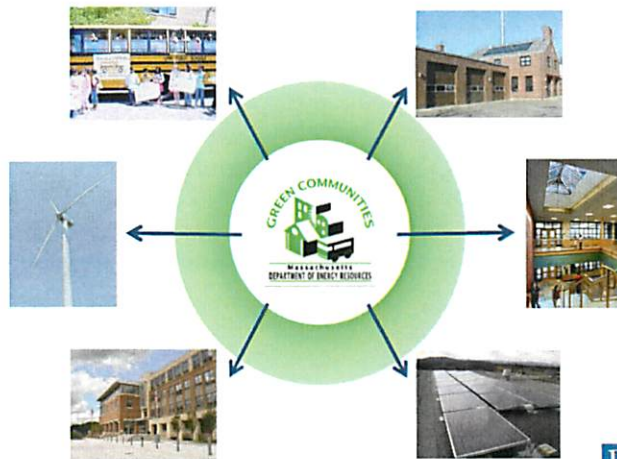 GREEN COMMUNITIES
Massachusetts
DEPARTMENT OF ENERGY RESOURCES